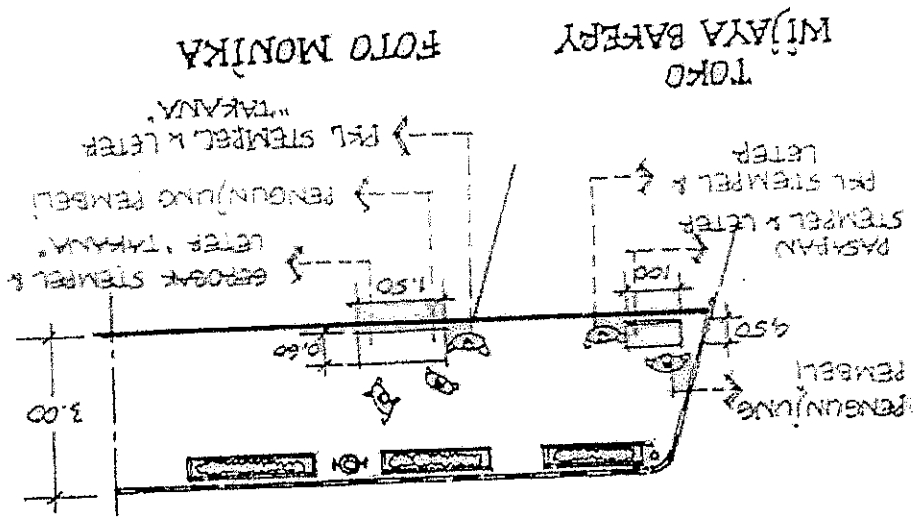 3.00
PENGUNJUNG
PEMBELI
0.50
0.60
1.00
1.50
PASARAN
STEMPEL & LETER
GEROBAK STEMPEL &
LETER "TAKANA"
PKL STEMPEL &
LETER
PENGUNJUNG PEMBELI
PKL STEMPEL & LETER
"TAKANA"
TOKO
WIJAYA BAKERY
FOTO MONIKA